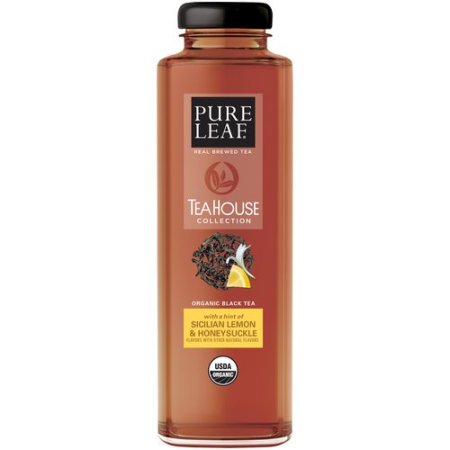 PURE
LEAF
REAL BREWED TEA
TEAHOUSE
COLLECTION
ORGANIC BLACK TEA
with a hint of
SICILIAN LEMON
& HONEYSUCKLE
FLAVORS WITH OTHER NATURAL FLAVORS
USDA
ORGANIC